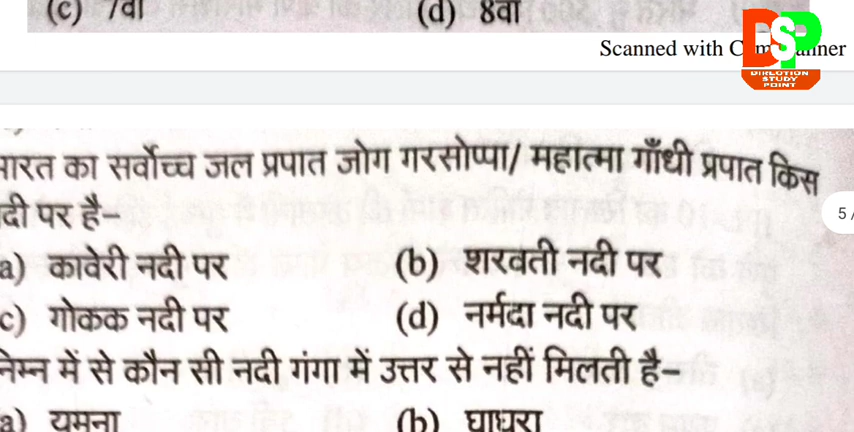 (c) 7वां (d) 8वां
Scanned with
DSP
DIRECTION
STUDY
POINT
भारत का सर्वोच्च जल प्रपात जोग गरसोप्पा/ महात्मा गाँधी प्रपात किस
नदी पर है-
5/
a) कावेरी नदी पर (b) शरवती नदी पर
c) गोकक नदी पर (d) नर्मदा नदी पर
निम्न में से कौन सी नदी गंगा में उत्तर से नहीं मिलती है-
a) यमुना (b) घाघरा